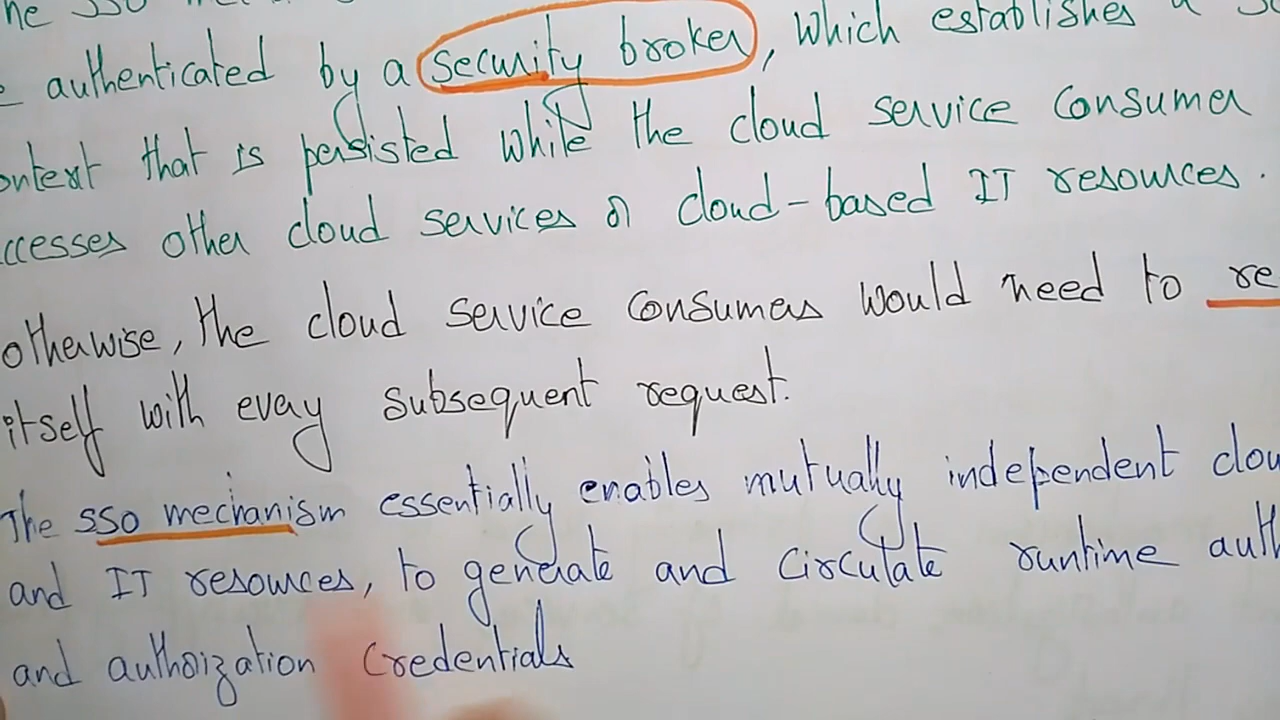 he SSO
authenticated by a security broker, which establishes a
ontext that is persisted while the cloud service consumer
ccesses other cloud services or cloud-based IT resources.
otherwise, the cloud service consumers would need to re
itself with every subsequent request.
The SSO mechanism essentially enables mutually independent clou
and IT resources, to generate and circulate runtime auth
and authorization credentials